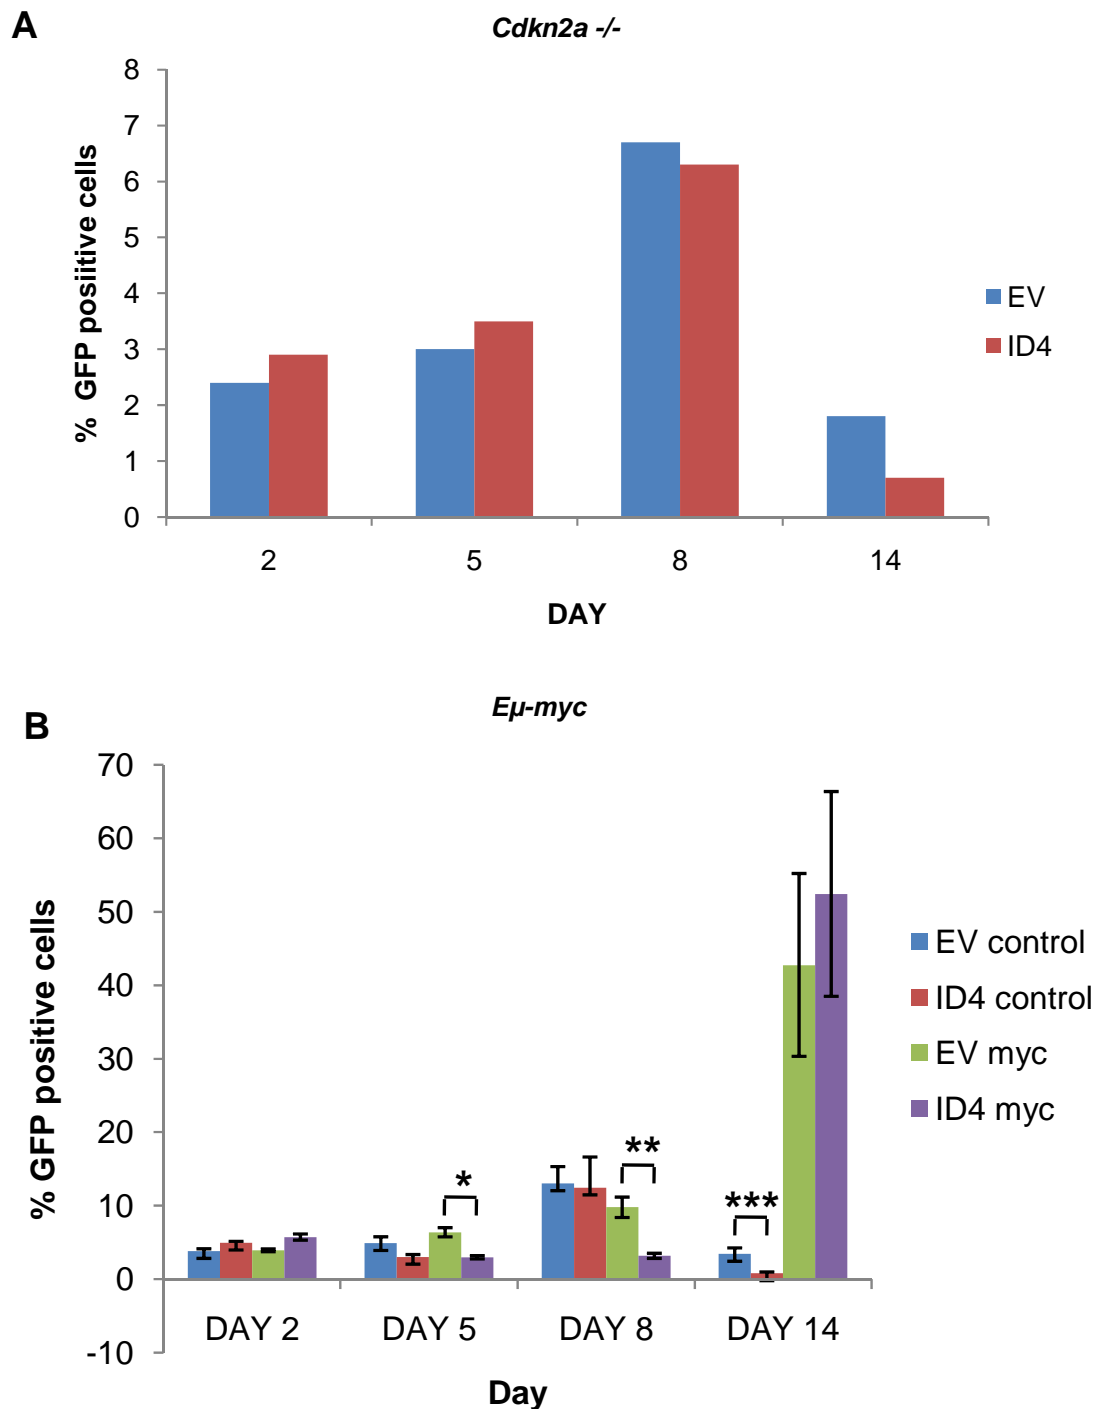 A
Cdkn2a -/-
8
7
6
5
4
3
2
1
0
% GFP posiitive cells
2 5 8 14
DAY
EV
ID4
B
Eµ-myc
70
60
50
40
30
20
10
0
-10
% GFP positive cells
*
**
***
DAY 2 DAY 5 DAY 8 DAY 14
Day
EV control
ID4 control
EV myc
ID4 myc